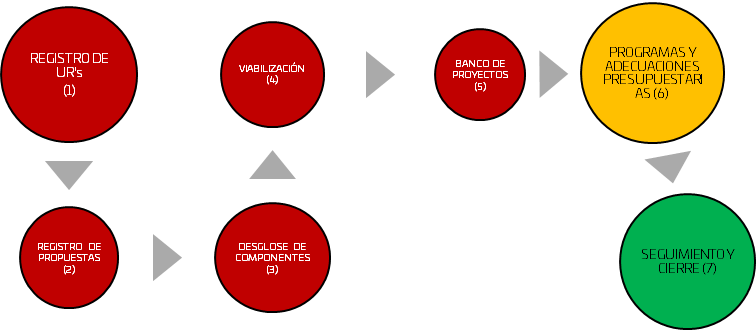 REGISTRO DE
UR's
(1)
REGISTRO DE
PROPUESTAS
(2)
DESGLOSE DE
COMPONENTES
(3)
VIABILIZACIÓN
(4)
BANCO DE
PROYECTOS
(5)
PROGRAMAS Y
ADECUACIONES
PRESUPUESTARI
AS (6)
SEGUIMIENTO Y
CIERRE (7)